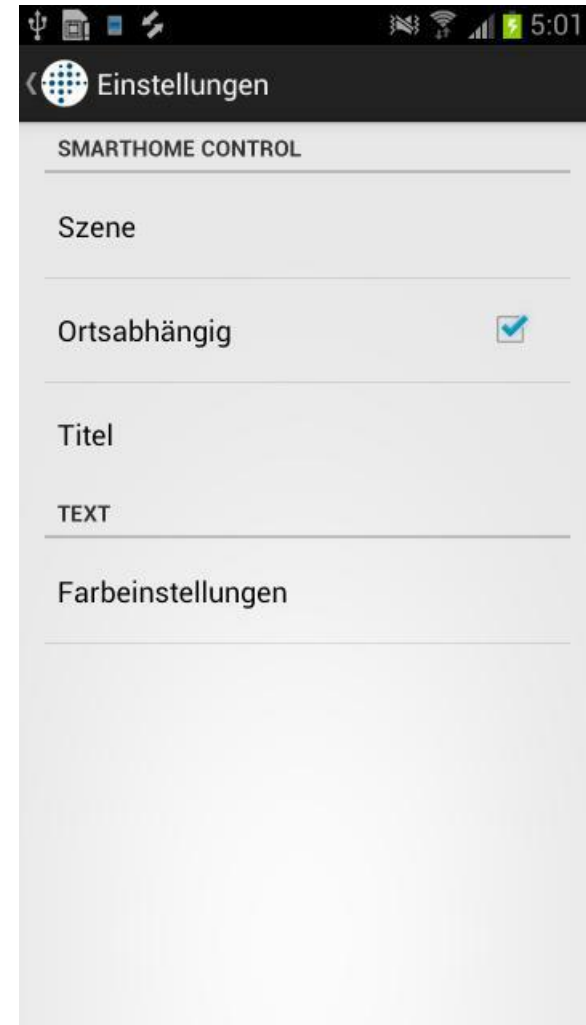 5:01
Einstellungen
SMARTHOME CONTROL
Szene
Ortsabhängig
Titel
TEXT
Farbeinstellungen